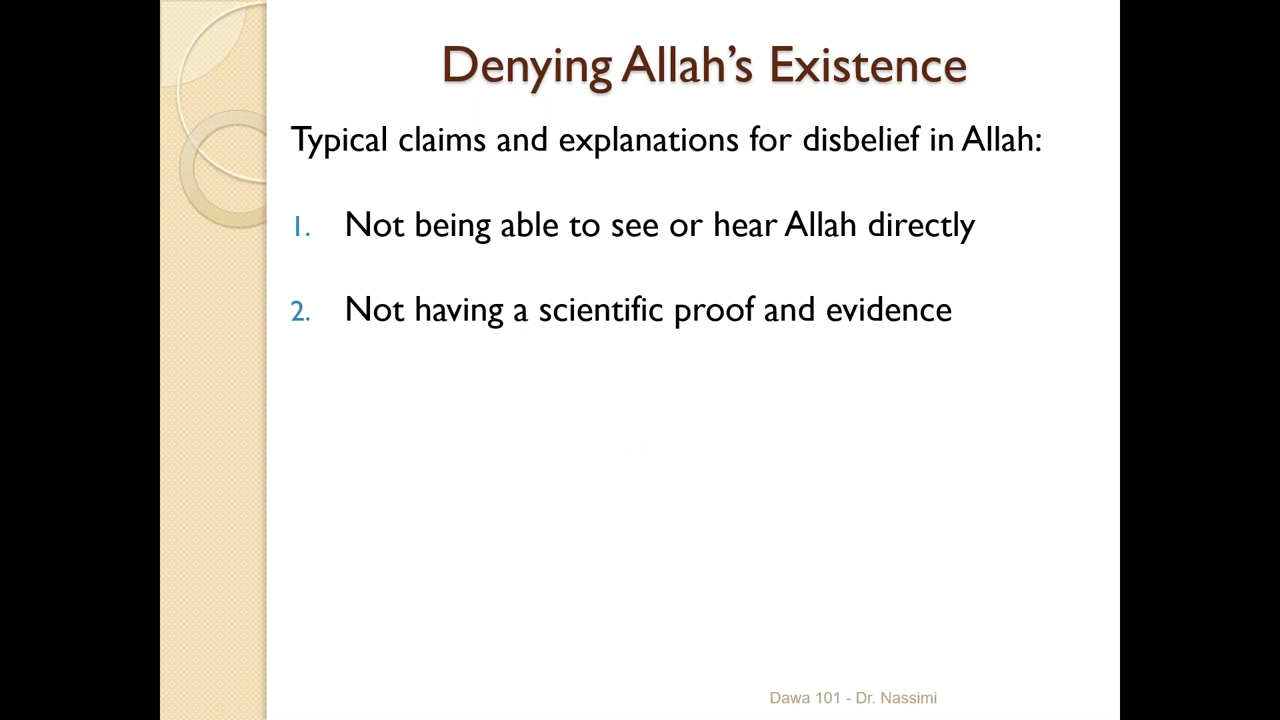 Denying Allah's Existence
Typical claims and explanations for disbelief in Allah:
1. Not being able to see or hear Allah directly
2. Not having a scientific proof and evidence
Dawa 101 - Dr. Nassimi